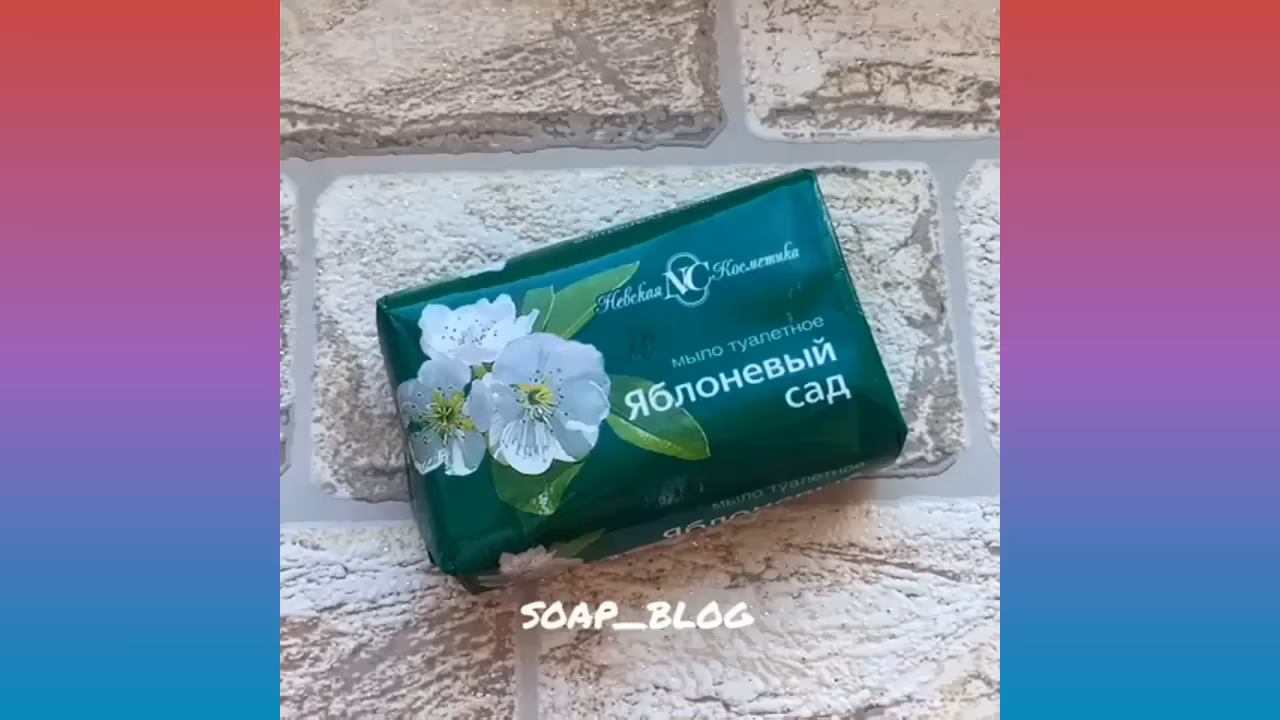 Невская NC Косметика
мыло туалетное
Яблоневый
сад
мыло туалетное
SOAP_BLOG